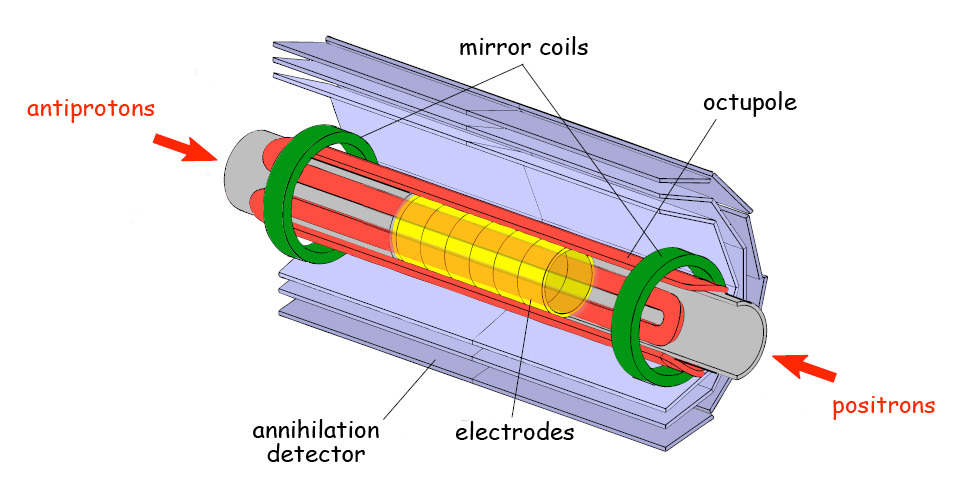 mirror coils
octupole
antiprotons
positrons
annihilation
detector
electrodes